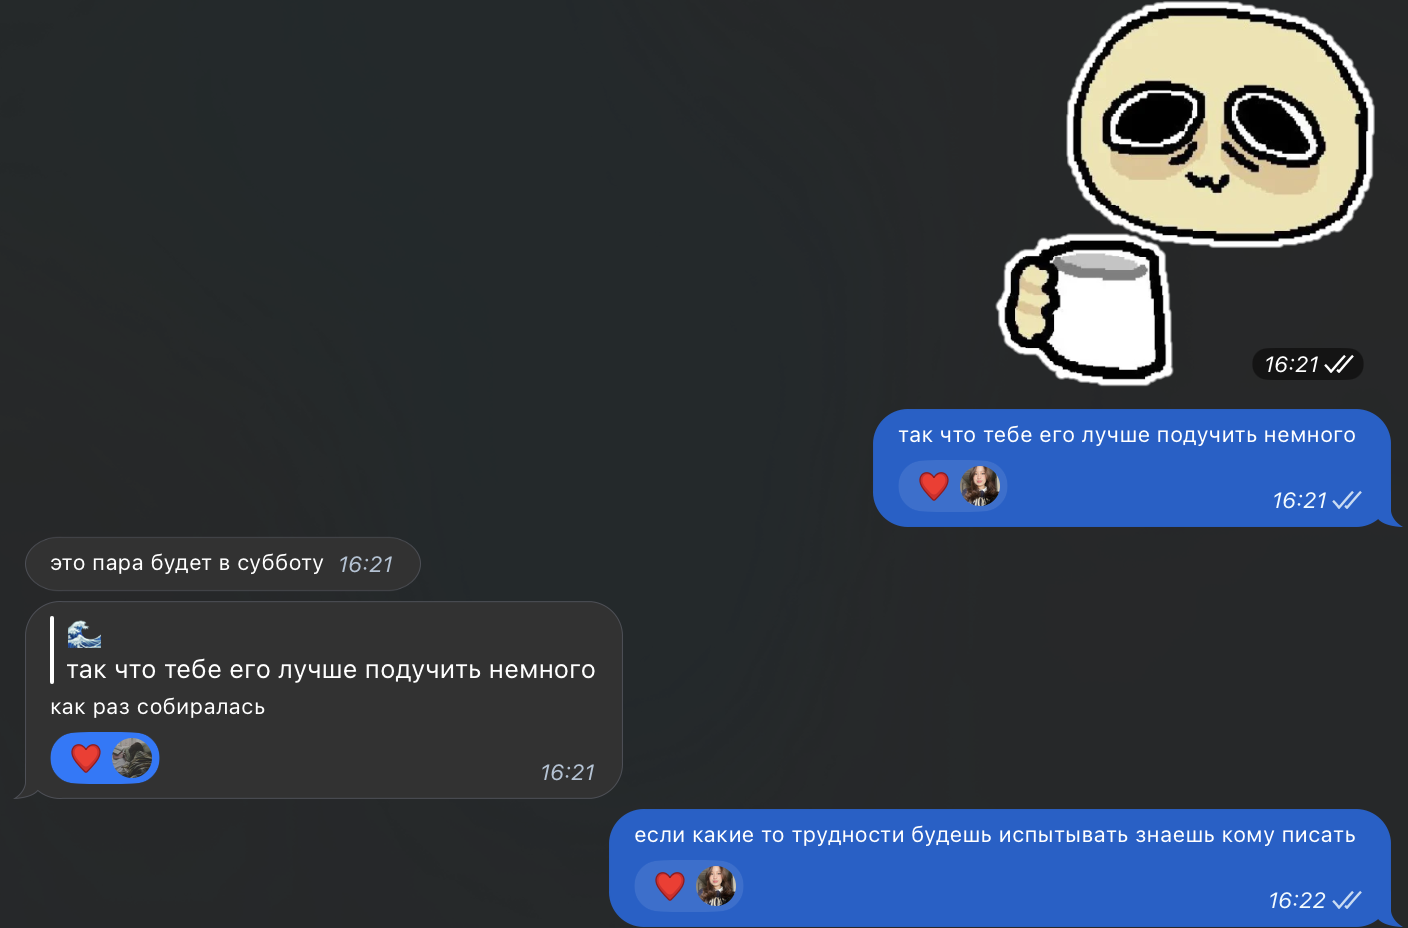 16:21
так что тебе его лучше подучить немного
16:21
это пара будет в субботу 16:21
так что тебе его лучше подучить немного
как раз собиралась
16:21
если какие то трудности будешь испытывать знаешь кому писать
16:22